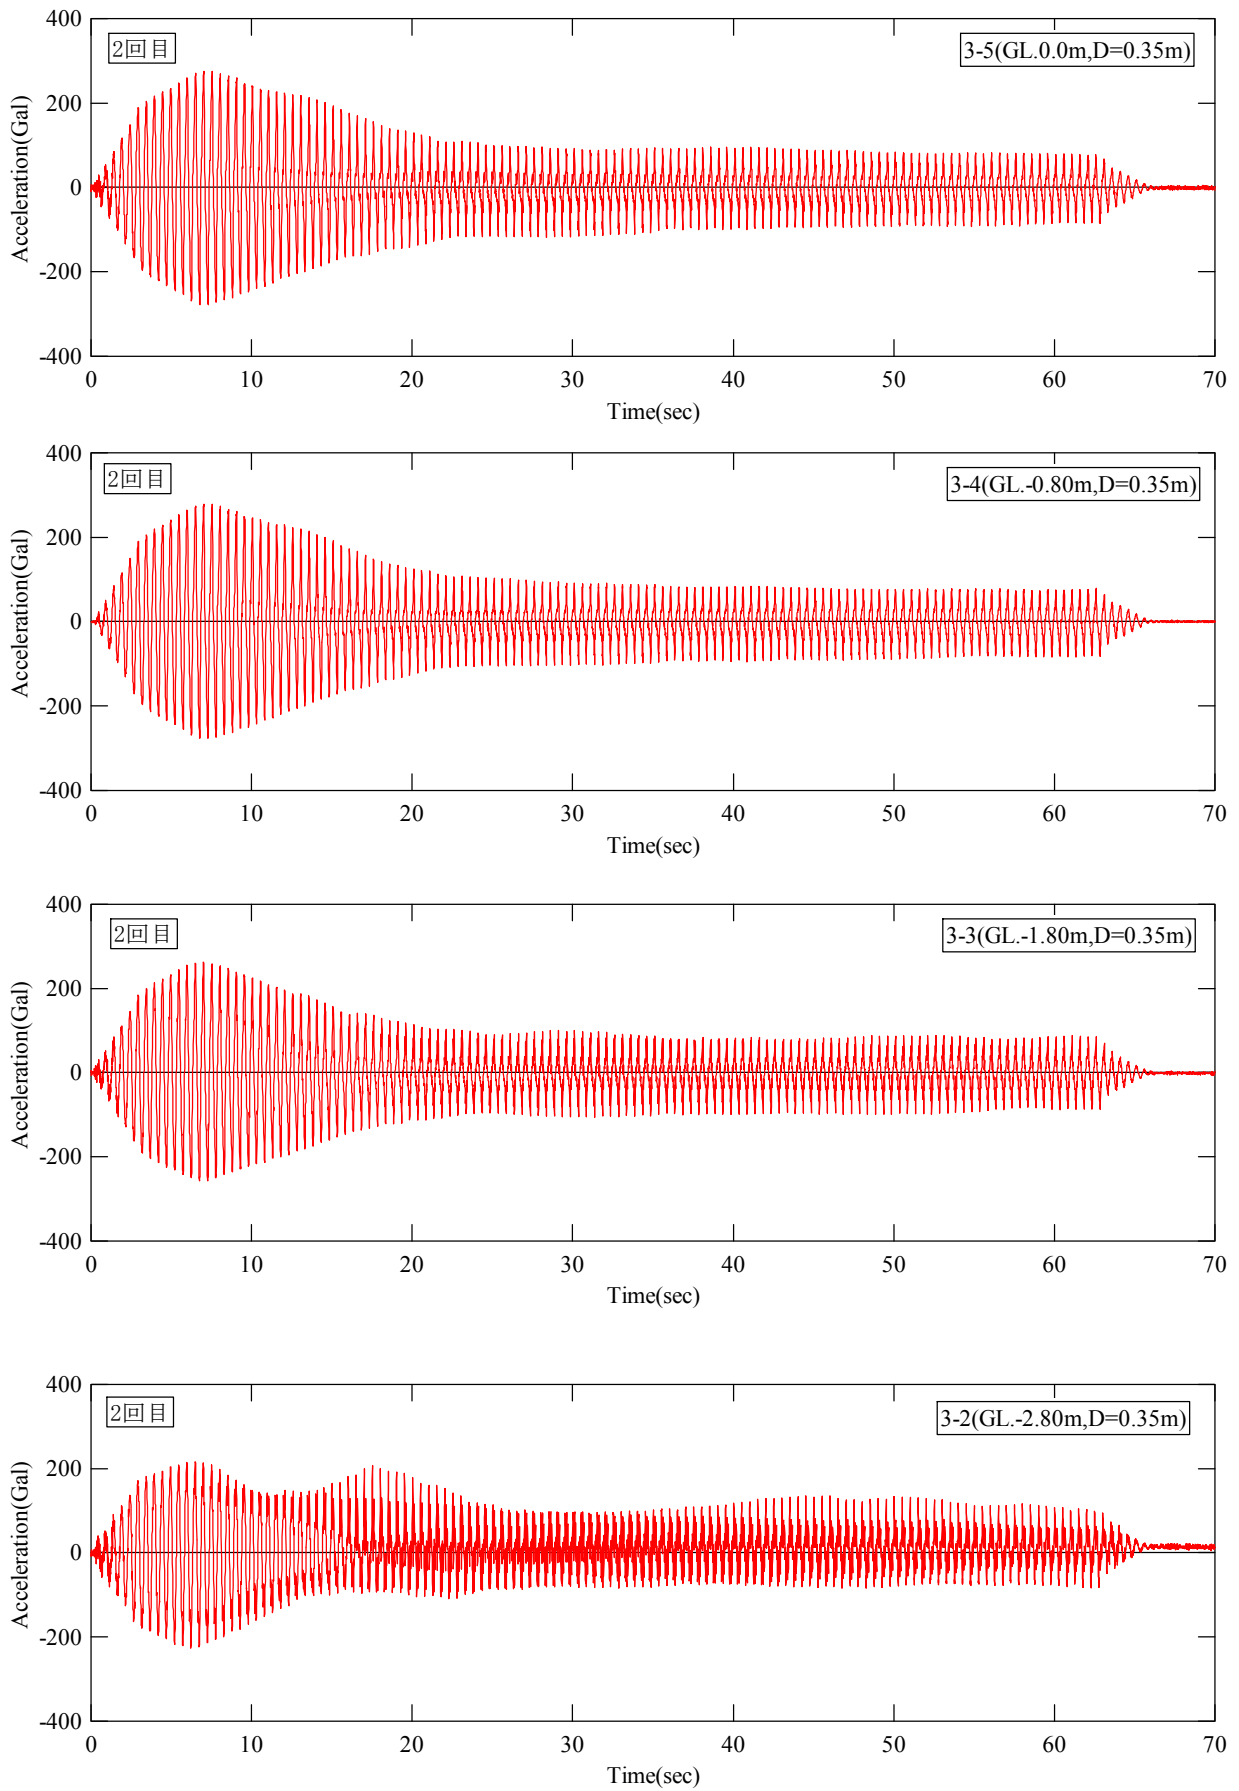 400
2回目
3-5(GL.0.0m,D=0.35m)
200
Acceleration(Gal)
0
-200
-400
0 10 20 30 40 50 60 70
Time(sec)
400
2回目
3-4(GL.-0.80m,D=0.35m)
200
Acceleration(Gal)
0
-200
-400
0 10 20 30 40 50 60 70
Time(sec)
400
2回目
3-3(GL.-1.80m,D=0.35m)
200
Acceleration(Gal)
0
-200
-400
0 10 20 30 40 50 60 70
Time(sec)
400
2回目
3-2(GL.-2.80m,D=0.35m)
200
Acceleration(Gal)
0
-200
-400
0 10 20 30 40 50 60 70
Time(sec)